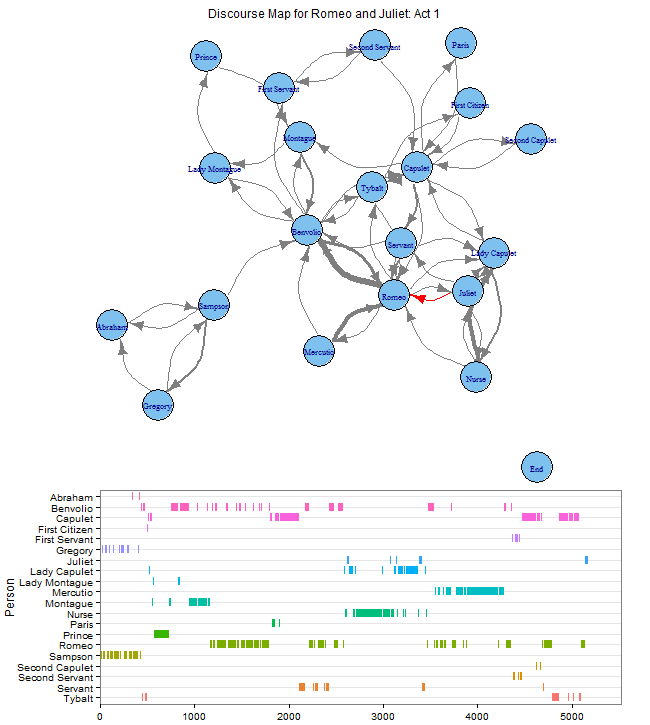 Discourse Map for Romeo and Juliet: Act 1
Second Servant
Paris
Prince
First Servant
First Citizen
Montague
Second Capulet
Lady Montague
Capulet
Tybalt
Benvolio
Servant
Lady Capulet
Romeo
Juliet
Sampson
Abraham
Mercutio
Nurse
Gregory
End
Person
Abraham
Benvolio
Capulet
First Citizen
First Servant
Gregory
Juliet
Lady Capulet
Lady Montague
Mercutio
Montague
Nurse
Paris
Prince
Romeo
Sampson
Second Capulet
Second Servant
Servant
Tybalt
0 1000 2000 3000 4000 5000